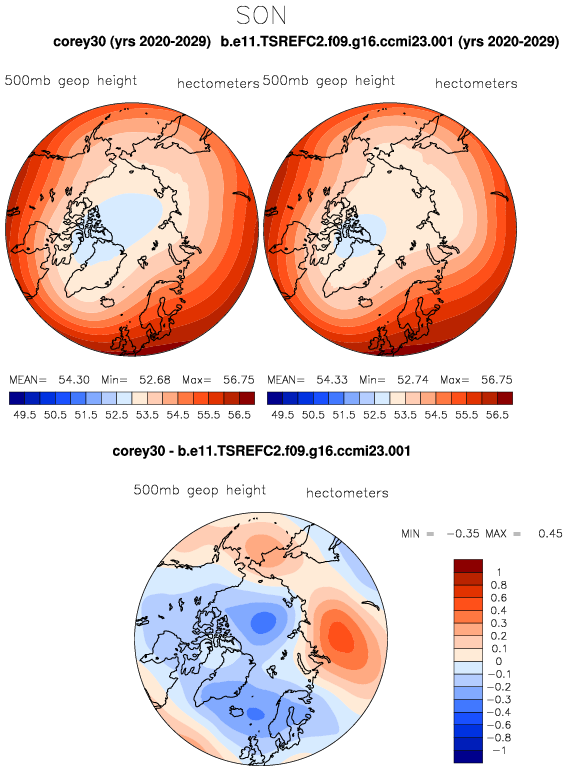 SON
corey30 (yrs 2020-2029) b.e11.TSREFC2.f09.g16.ccmi23.001 (yrs 2020-2029)
500mb geop height hectometers 500mb geop height hectometers
MEAN= 54.30 Min= 52.68 Max= 56.75 MEAN= 54.33 Min= 52.74 Max= 56.75
49.5 50.5 51.5 52.5 53.5 54.5 55.5 56.5 49.5 50.5 51.5 52.5 53.5 54.5 55.5 56.5
corey30 - b.e11.TSREFC2.f09.g16.ccmi23.001
500mb geop height hectometers
MIN = -0.35 MAX = 0.45
1
0.8
0.6
0.4
0.3
0.2
0.1
0
-0.1
-0.2
-0.3
-0.4
-0.6
-0.8
-1